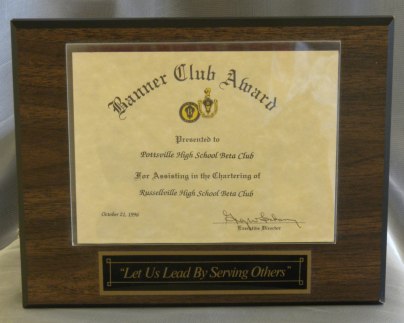 Banner Club Award
Presented to
Pottsville High School Beta Club
For Assisting in the Chartering of
Russellville High School Beta Club
October 21, 1996
Executive Director
"Let Us Lead By Serving Others"